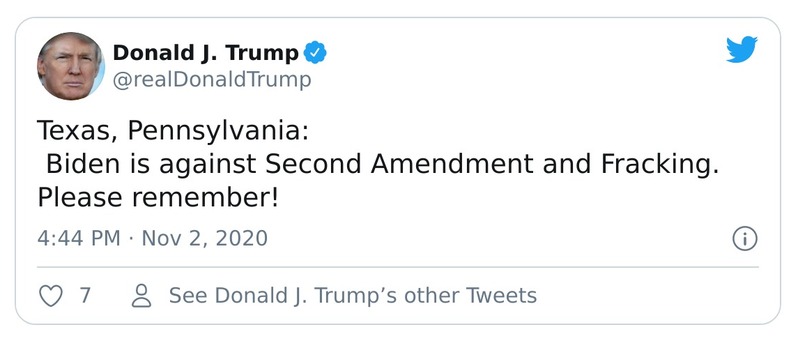 Donald J. Trump
@realDonaldTrump
Texas, Pennsylvania:
Biden is against Second Amendment and Fracking.
Please remember!
4:44 PM · Nov 2, 2020
7 See Donald J. Trump’s other Tweets